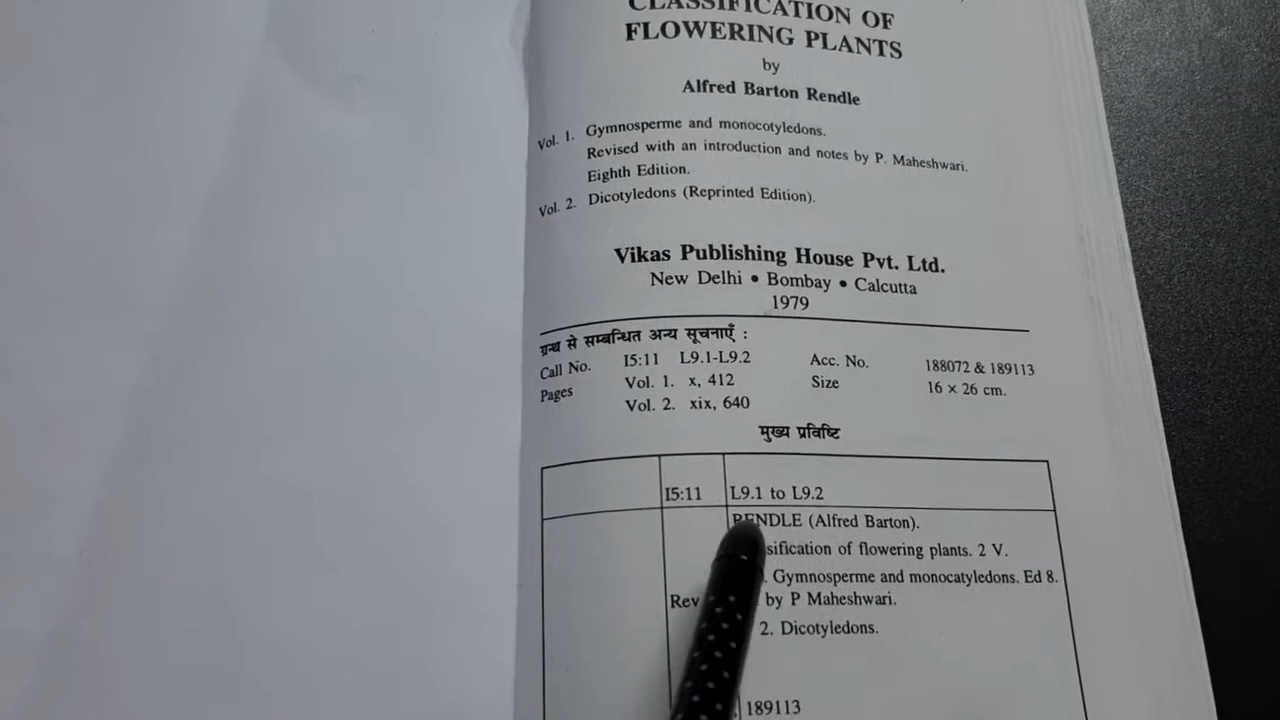 CLASSIFICATION OF
FLOWERING PLANTS
by
Alfred Barton Rendle
Vol. 1. Gymnosperme and monocotyledons.
Revised with an introduction and notes by P. Maheshwari.
Eighth Edition.
Vol. 2. Dicotyledons (Reprinted Edition).
Vikas Publishing House Pvt. Ltd.
New Delhi • Bombay • Calcutta
1979
ग्रन्थ से सम्बन्धित अन्य सूचनाएँ :
Call No. I5:11 L9.1-L9.2 Acc. No. 188072 & 189113
Pages Vol. 1. x, 412 Size 16 × 26 cm.
Vol. 2. xix, 640
मुख्य प्रविष्टि
I5:11 L9.1 to L9.2
RENDLE (Alfred Barton).
sification of flowering plants. 2 V.
. Gymnosperme and monocatyledons. Ed 8.
Rev by P Maheshwari.
2. Dicotyledons.
189113